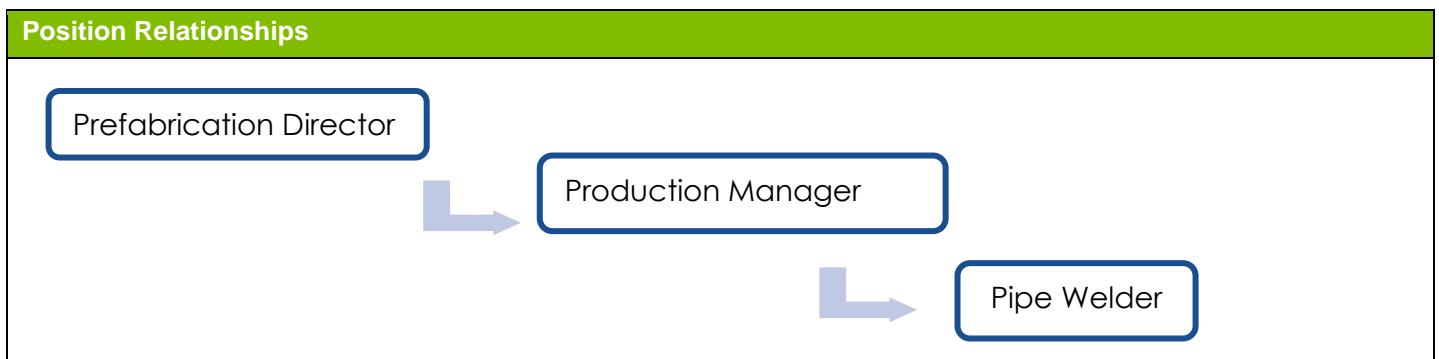 Position Relationships
Prefabrication Director
Production Manager
Pipe Welder